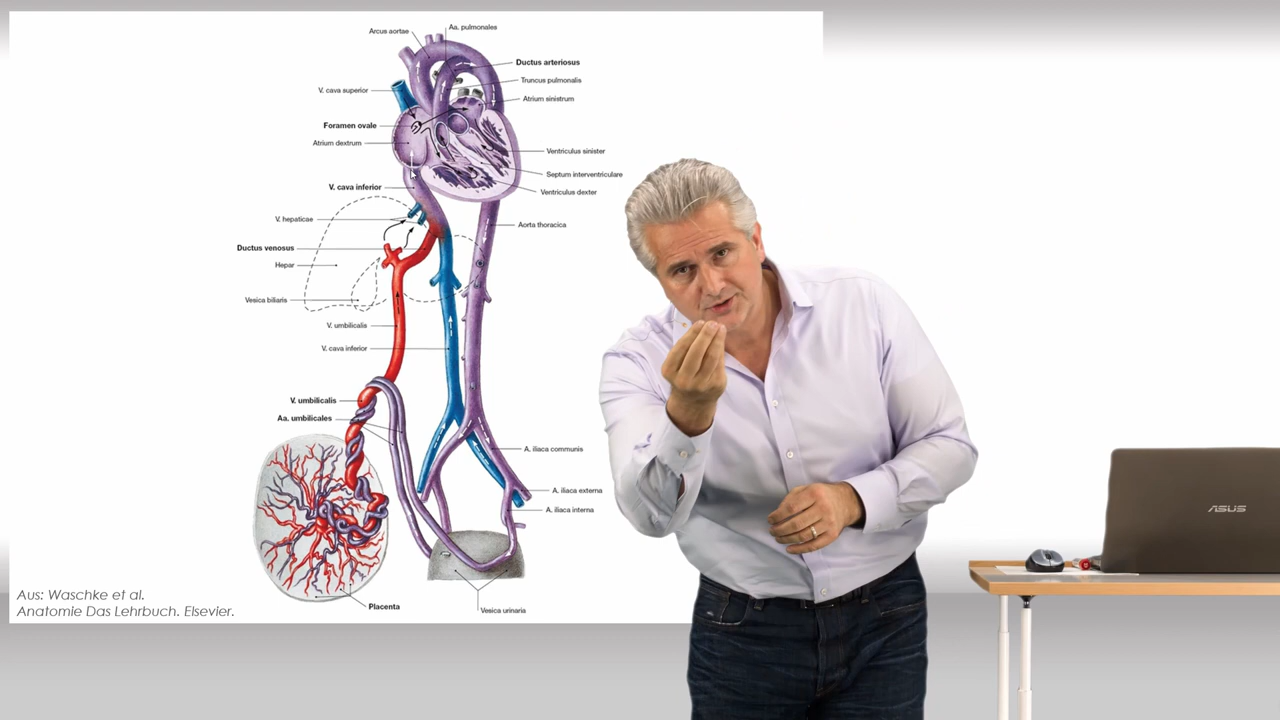 Arcus aortae
Aa. pulmonales
Ductus arteriosus
Truncus pulmonalis
V. cava superior
Atrium sinistrum
Foramen ovale
Atrium dextrum
Ventriculus sinister
Septum interventriculare
V. cava inferior
Ventriculus dexter
V. hepaticae
Aorta thoracica
Ductus venosus
Hepar
Vesica biliaris
V. umbilicalis
V. cava inferior
V. umbilicalis
Aa. umbilicales
A. iliaca communis
A. iliaca externa
A. iliaca interna
ASUS
Aus: Waschke et al.
Anatomie Das Lehrbuch. Elsevier.
Placenta
Vesica urinaria